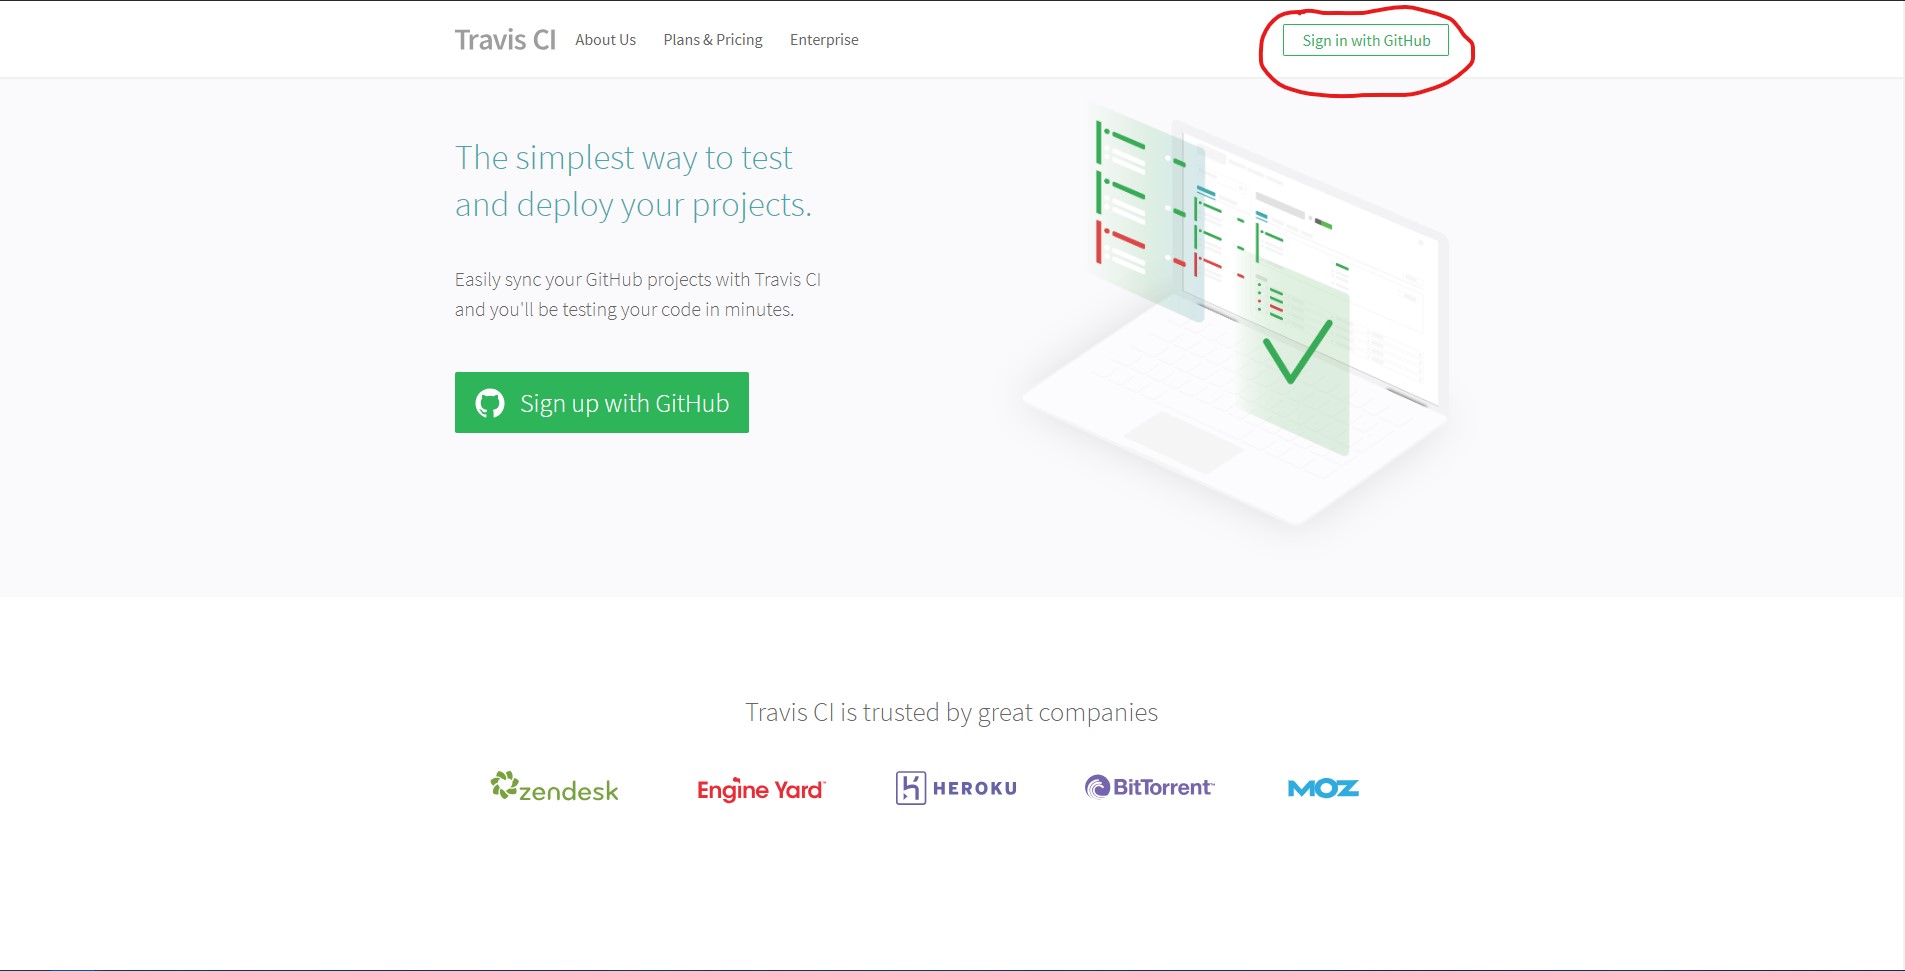 Travis CI About Us Plans & Pricing Enterprise Sign in with GitHub
The simplest way to test
and deploy your projects.
Easily sync your GitHub projects with Travis CI
and you'll be testing your code in minutes.
Sign up with GitHub
Travis CI is trusted by great companies
zendesk Engine Yard™ HEROKU BitTorrent™ MOZ